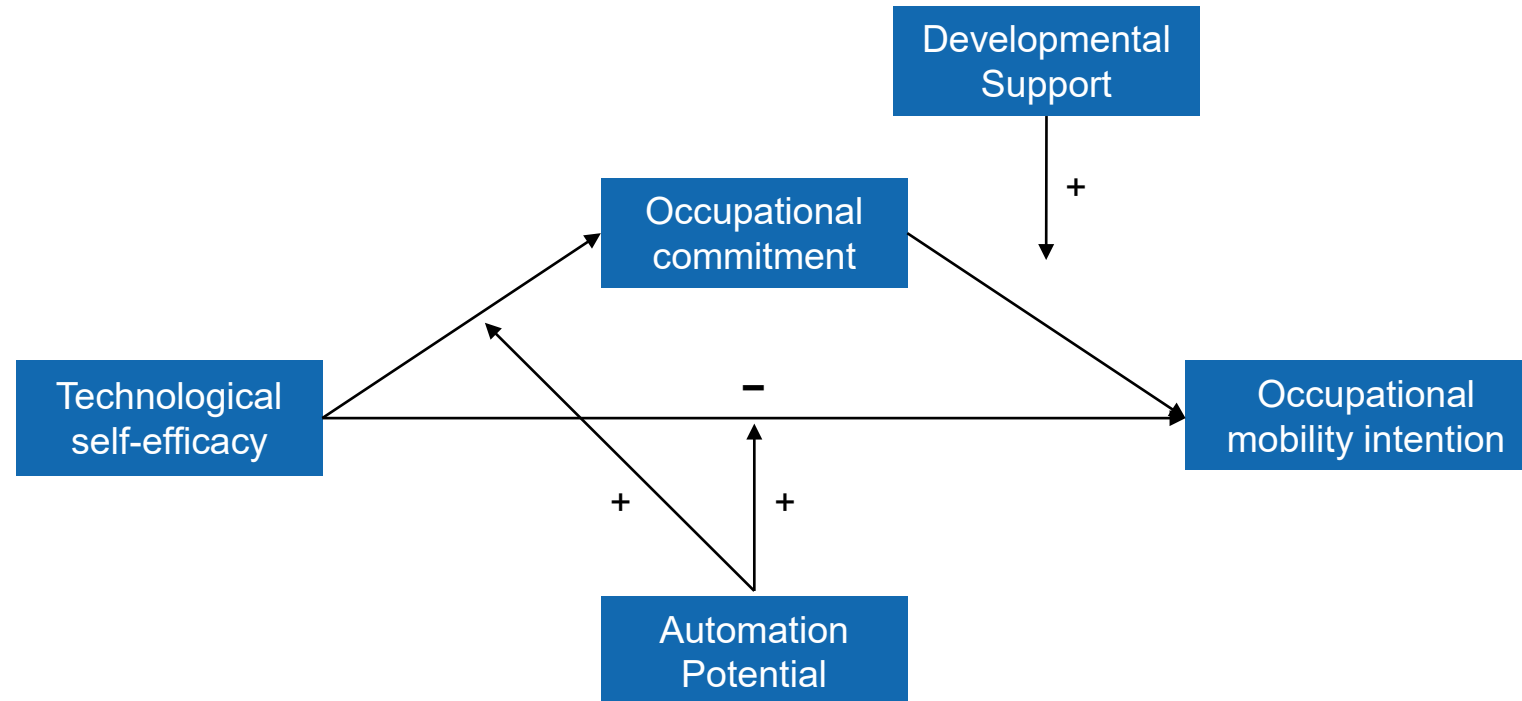 Developmental
Support
+
Occupational
commitment
Technological
self-efficacy
−
Occupational
mobility intention
+
+
Automation
Potential